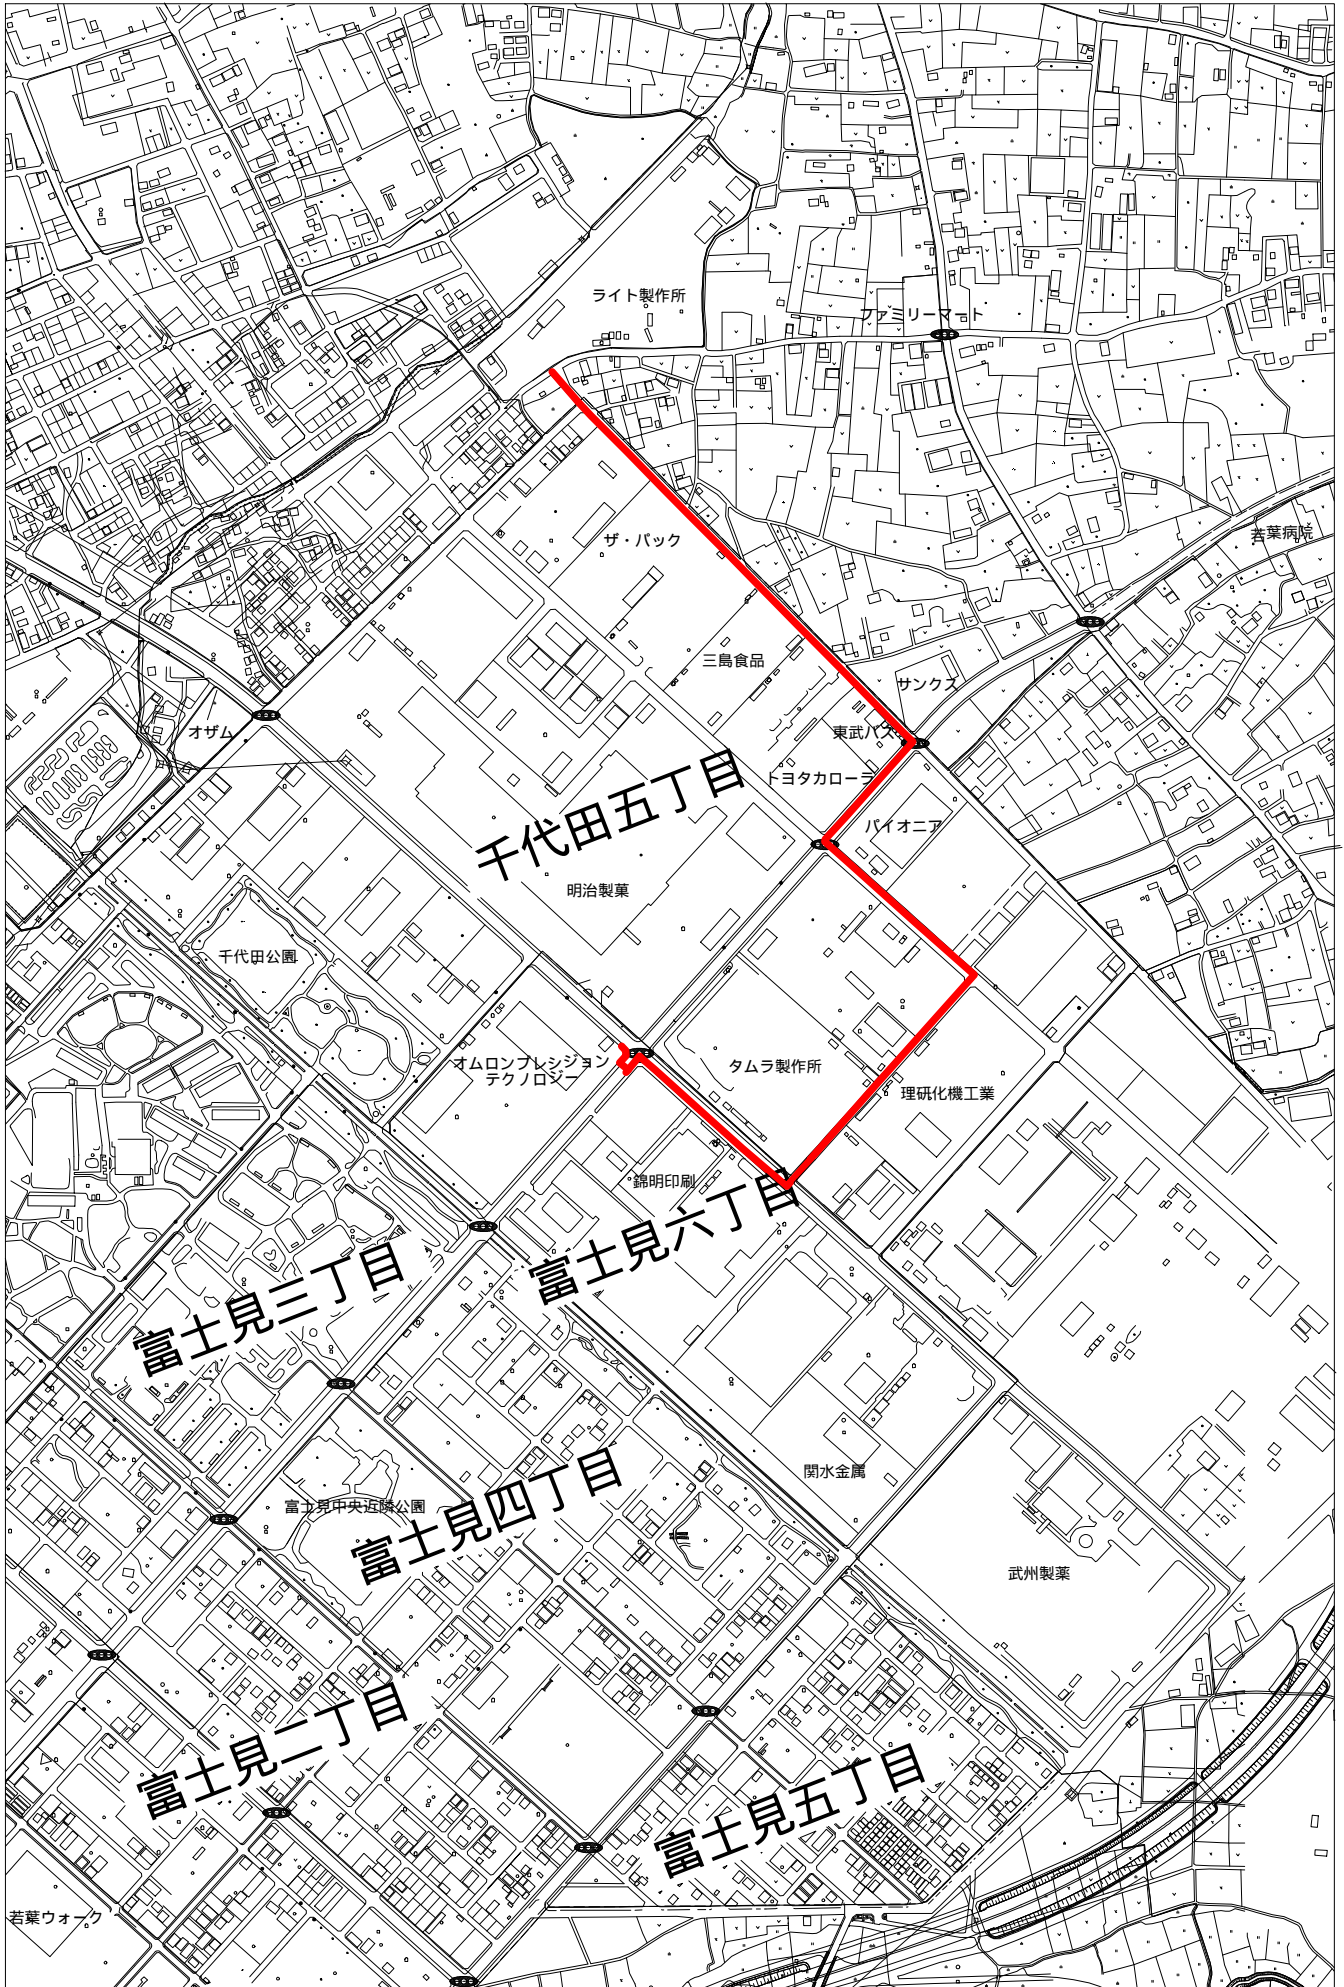 ライト製作所
ファミリーマート
若葉病院
ザ・パック
三島食品
サンクス
オザム
東武バス
トヨタカローラ
千代田五丁目
パイオニア
明治製菓
千代田公園
オムロンプレシジョン
テクノロジー
タムラ製作所
理研化機工業
錦明印刷
富士見六丁目
富士見三丁目
関水金属
富士見中央近隣公園
富士見四丁目
武州製薬
富士見二丁目
富士見五丁目
若葉ウォーク